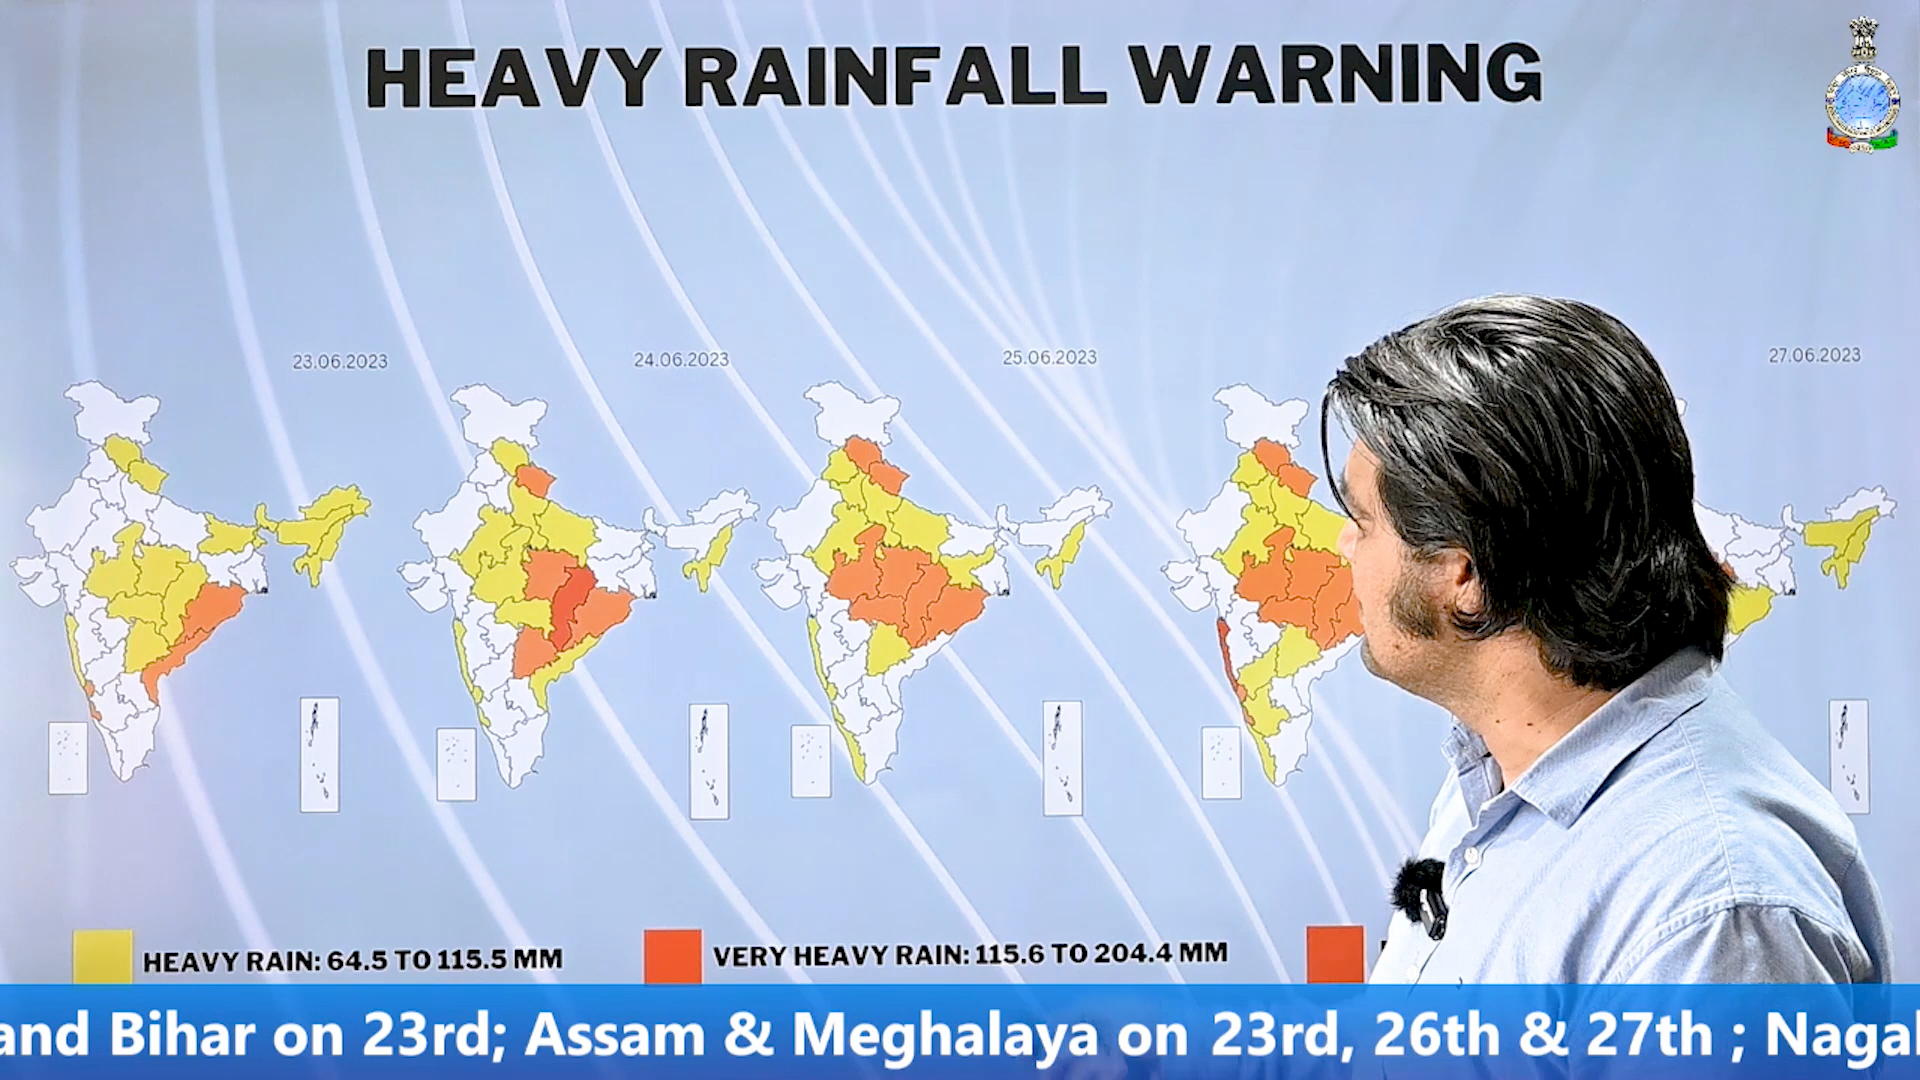 HEAVY RAINFALL WARNING
23.06.2023
24.06.2023
25.06.2023
27.06.2023
HEAVY RAIN: 64.5 TO 115.5 MM
VERY HEAVY RAIN: 115.6 TO 204.4 MM
and Bihar on 23rd; Assam & Meghalaya on 23rd, 26th & 27th ; Nagal